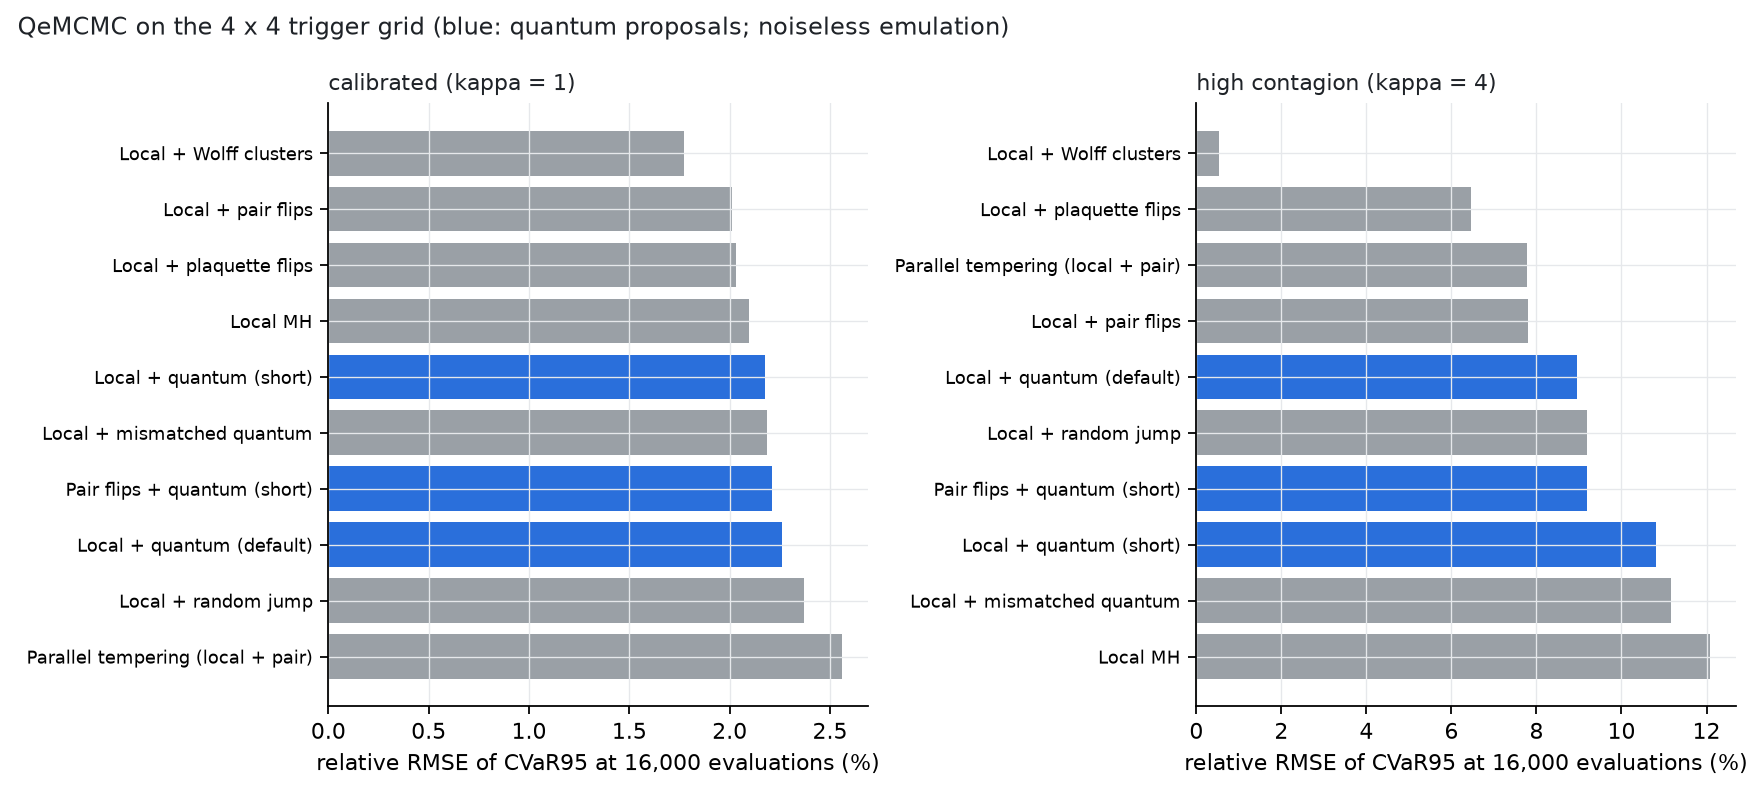 QeMCMC on the 4 x 4 trigger grid (blue: quantum proposals; noiseless emulation)
calibrated (kappa = 1)
Local + Wolff clusters
Local + pair flips
Local + plaquette flips
Local MH
Local + quantum (short)
Local + mismatched quantum
Pair flips + quantum (short)
Local + quantum (default)
Local + random jump
Parallel tempering (local + pair)
0.0 0.5 1.0 1.5 2.0 2.5
relative RMSE of CVaR95 at 16,000 evaluations (%)
high contagion (kappa = 4)
Local + Wolff clusters
Local + plaquette flips
Parallel tempering (local + pair)
Local + pair flips
Local + quantum (default)
Local + random jump
Pair flips + quantum (short)
Local + quantum (short)
Local + mismatched quantum
Local MH
0 2 4 6 8 10 12
relative RMSE of CVaR95 at 16,000 evaluations (%)